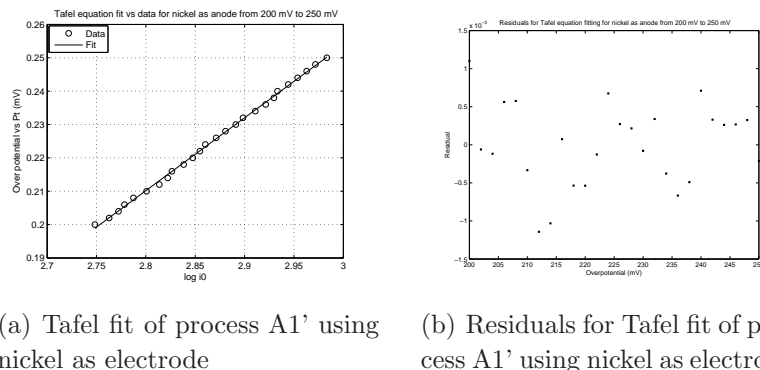 Tafel equation fit vs data for nickel as anode from 200 mV to 250 mV
Data
Fit
0.26
0.25
0.24
0.23
0.22
0.21
0.2
0.19
Overpotential vs Pt (mV)
2.7 2.75 2.8 2.85 2.9 2.95 3
log i0
Residuals for Tafel equation fitting for nickel as anode from 200 mV to 250 mV
x 10⁻³
1.5
1
0.5
0
−0.5
−1
−1.5
Residual
200 205 210 215 220 225 230 235 240 245 250
Overpotential (mV)
(a) Tafel fit of process A1' using
nickel as electrode
(b) Residuals for Tafel fit of p
cess A1' using nickel as electro